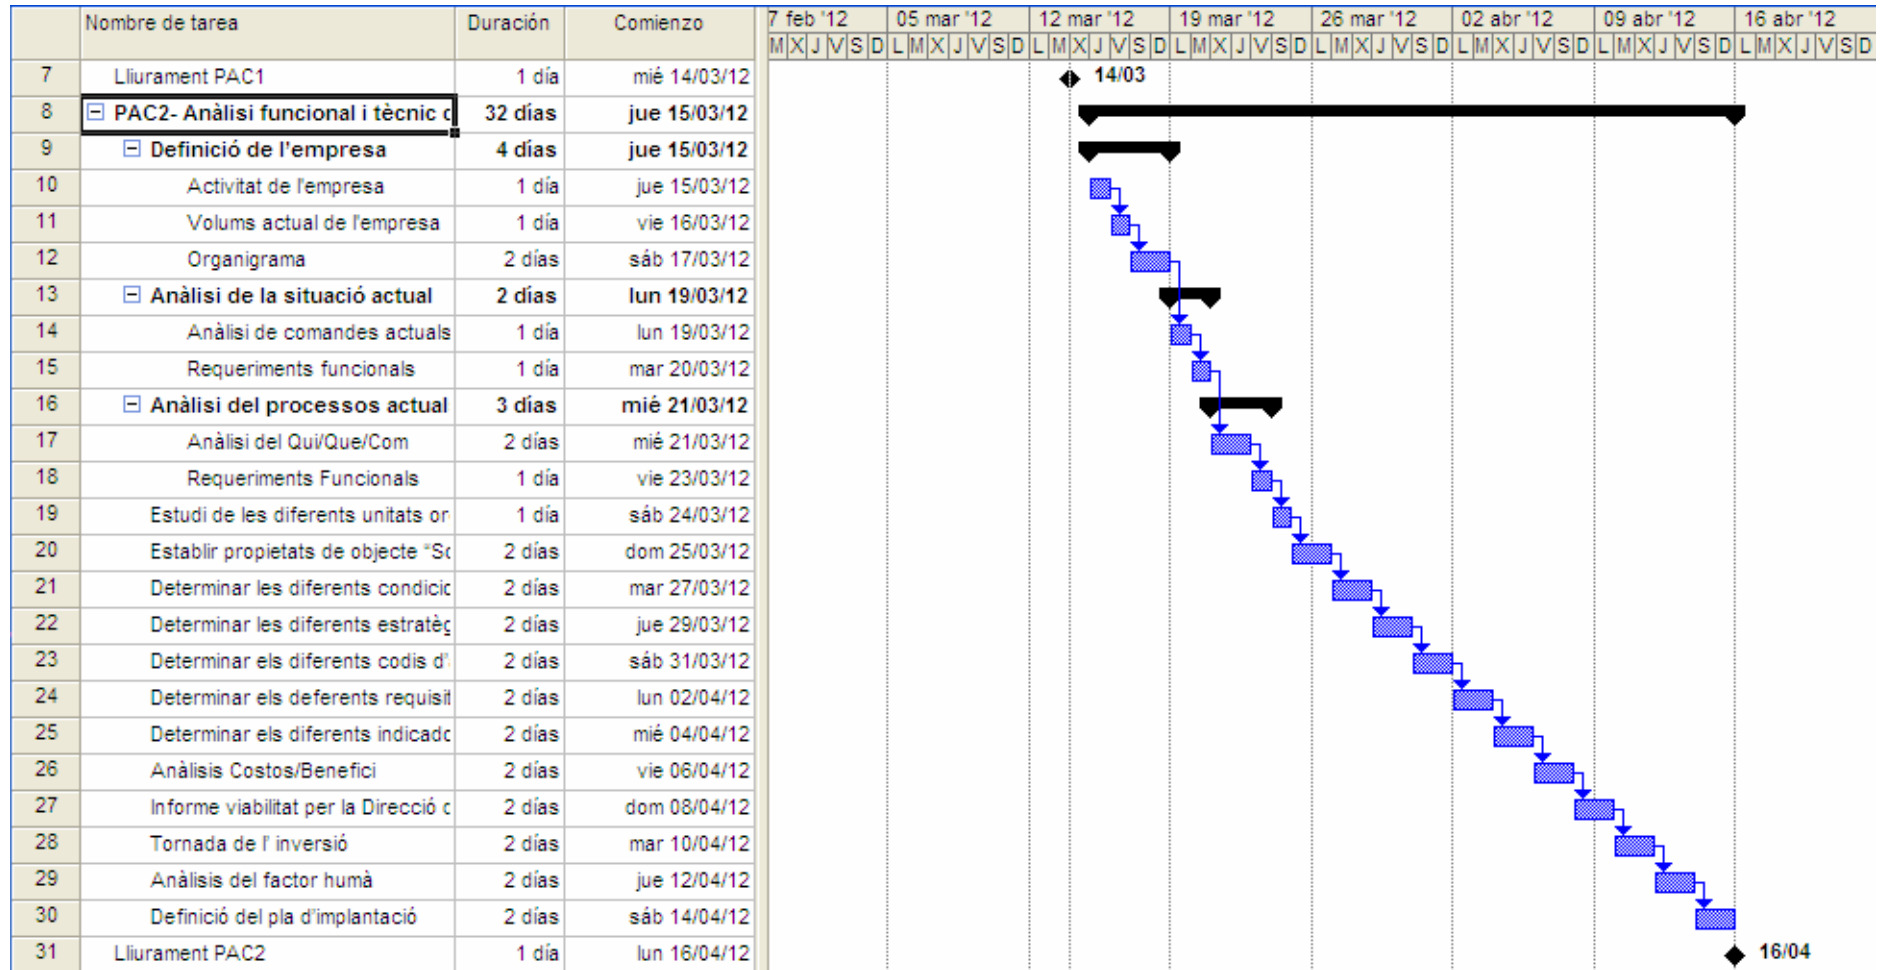 Nombre de tarea Duración Comienzo 7 feb '12 05 mar '12 12 mar '12 19 mar '12 26 mar '12 02 abr '12 09 abr '12 16 abr '12
M X J V S D L M X J V S D L M X J V S D L M X J V S D L M X J V S D L M X J V S D L M X J V S D L M X J V S D
7 Lliurament PAC1 1 día mié 14/03/12 14/03
8 PAC2- Anàlisi funcional i tècnic 32 días jue 15/03/12
9 Definició de l'empresa 4 días jue 15/03/12
10 Activitat de l'empresa 1 día jue 15/03/12
11 Volums actual de l'empresa 1 día vie 16/03/12
12 Organigrama 2 días sáb 17/03/12
13 Anàlisi de la situació actual 2 días lun 19/03/12
14 Anàlisi de comandes actuals 1 día lun 19/03/12
15 Requeriments funcionals 1 día mar 20/03/12
16 Anàlisi del processos actual 3 días mié 21/03/12
17 Anàlisi del Qui/Que/Com 2 días mié 21/03/12
18 Requeriments Funcionals 1 día vie 23/03/12
19 Estudi de les diferents unitats or 1 día sáb 24/03/12
20 Establir propietats de objecte “So 2 días dom 25/03/12
21 Determinar les diferents condicio 2 días mar 27/03/12
22 Determinar les diferents estratèg 2 días jue 29/03/12
23 Determinar els diferents codis d' 2 días sáb 31/03/12
24 Determinar els deferents requisit 2 días lun 02/04/12
25 Determinar els diferents indicado 2 días mié 04/04/12
26 Anàlisis Costos/Benefici 2 días vie 06/04/12
27 Informe viabilitat per la Direcció 2 días dom 08/04/12
28 Tornada de l' inversió 2 días mar 10/04/12
29 Anàlisis del factor humà 2 días jue 12/04/12
30 Definició del pla d'implantació 2 días sáb 14/04/12
31 Lliurament PAC2 1 día lun 16/04/12 16/04